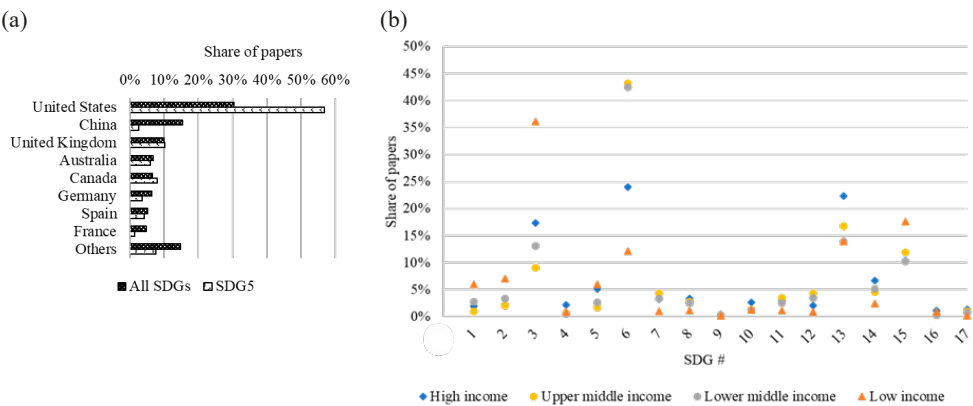 (a)
Share of papers
0% 10% 20% 30% 40% 50% 60%
United States
China
United Kingdom
Australia
Canada
Germany
Spain
France
Others
All SDGs SDG5
(b)
50%
45%
40%
35%
30%
25%
20%
15%
10%
5%
0%
Share of papers
1 2 3 4 5 6 7 8 9 10 11 12 13 14 15 16 17
SDG #
High income Upper middle income Lower middle income Low income